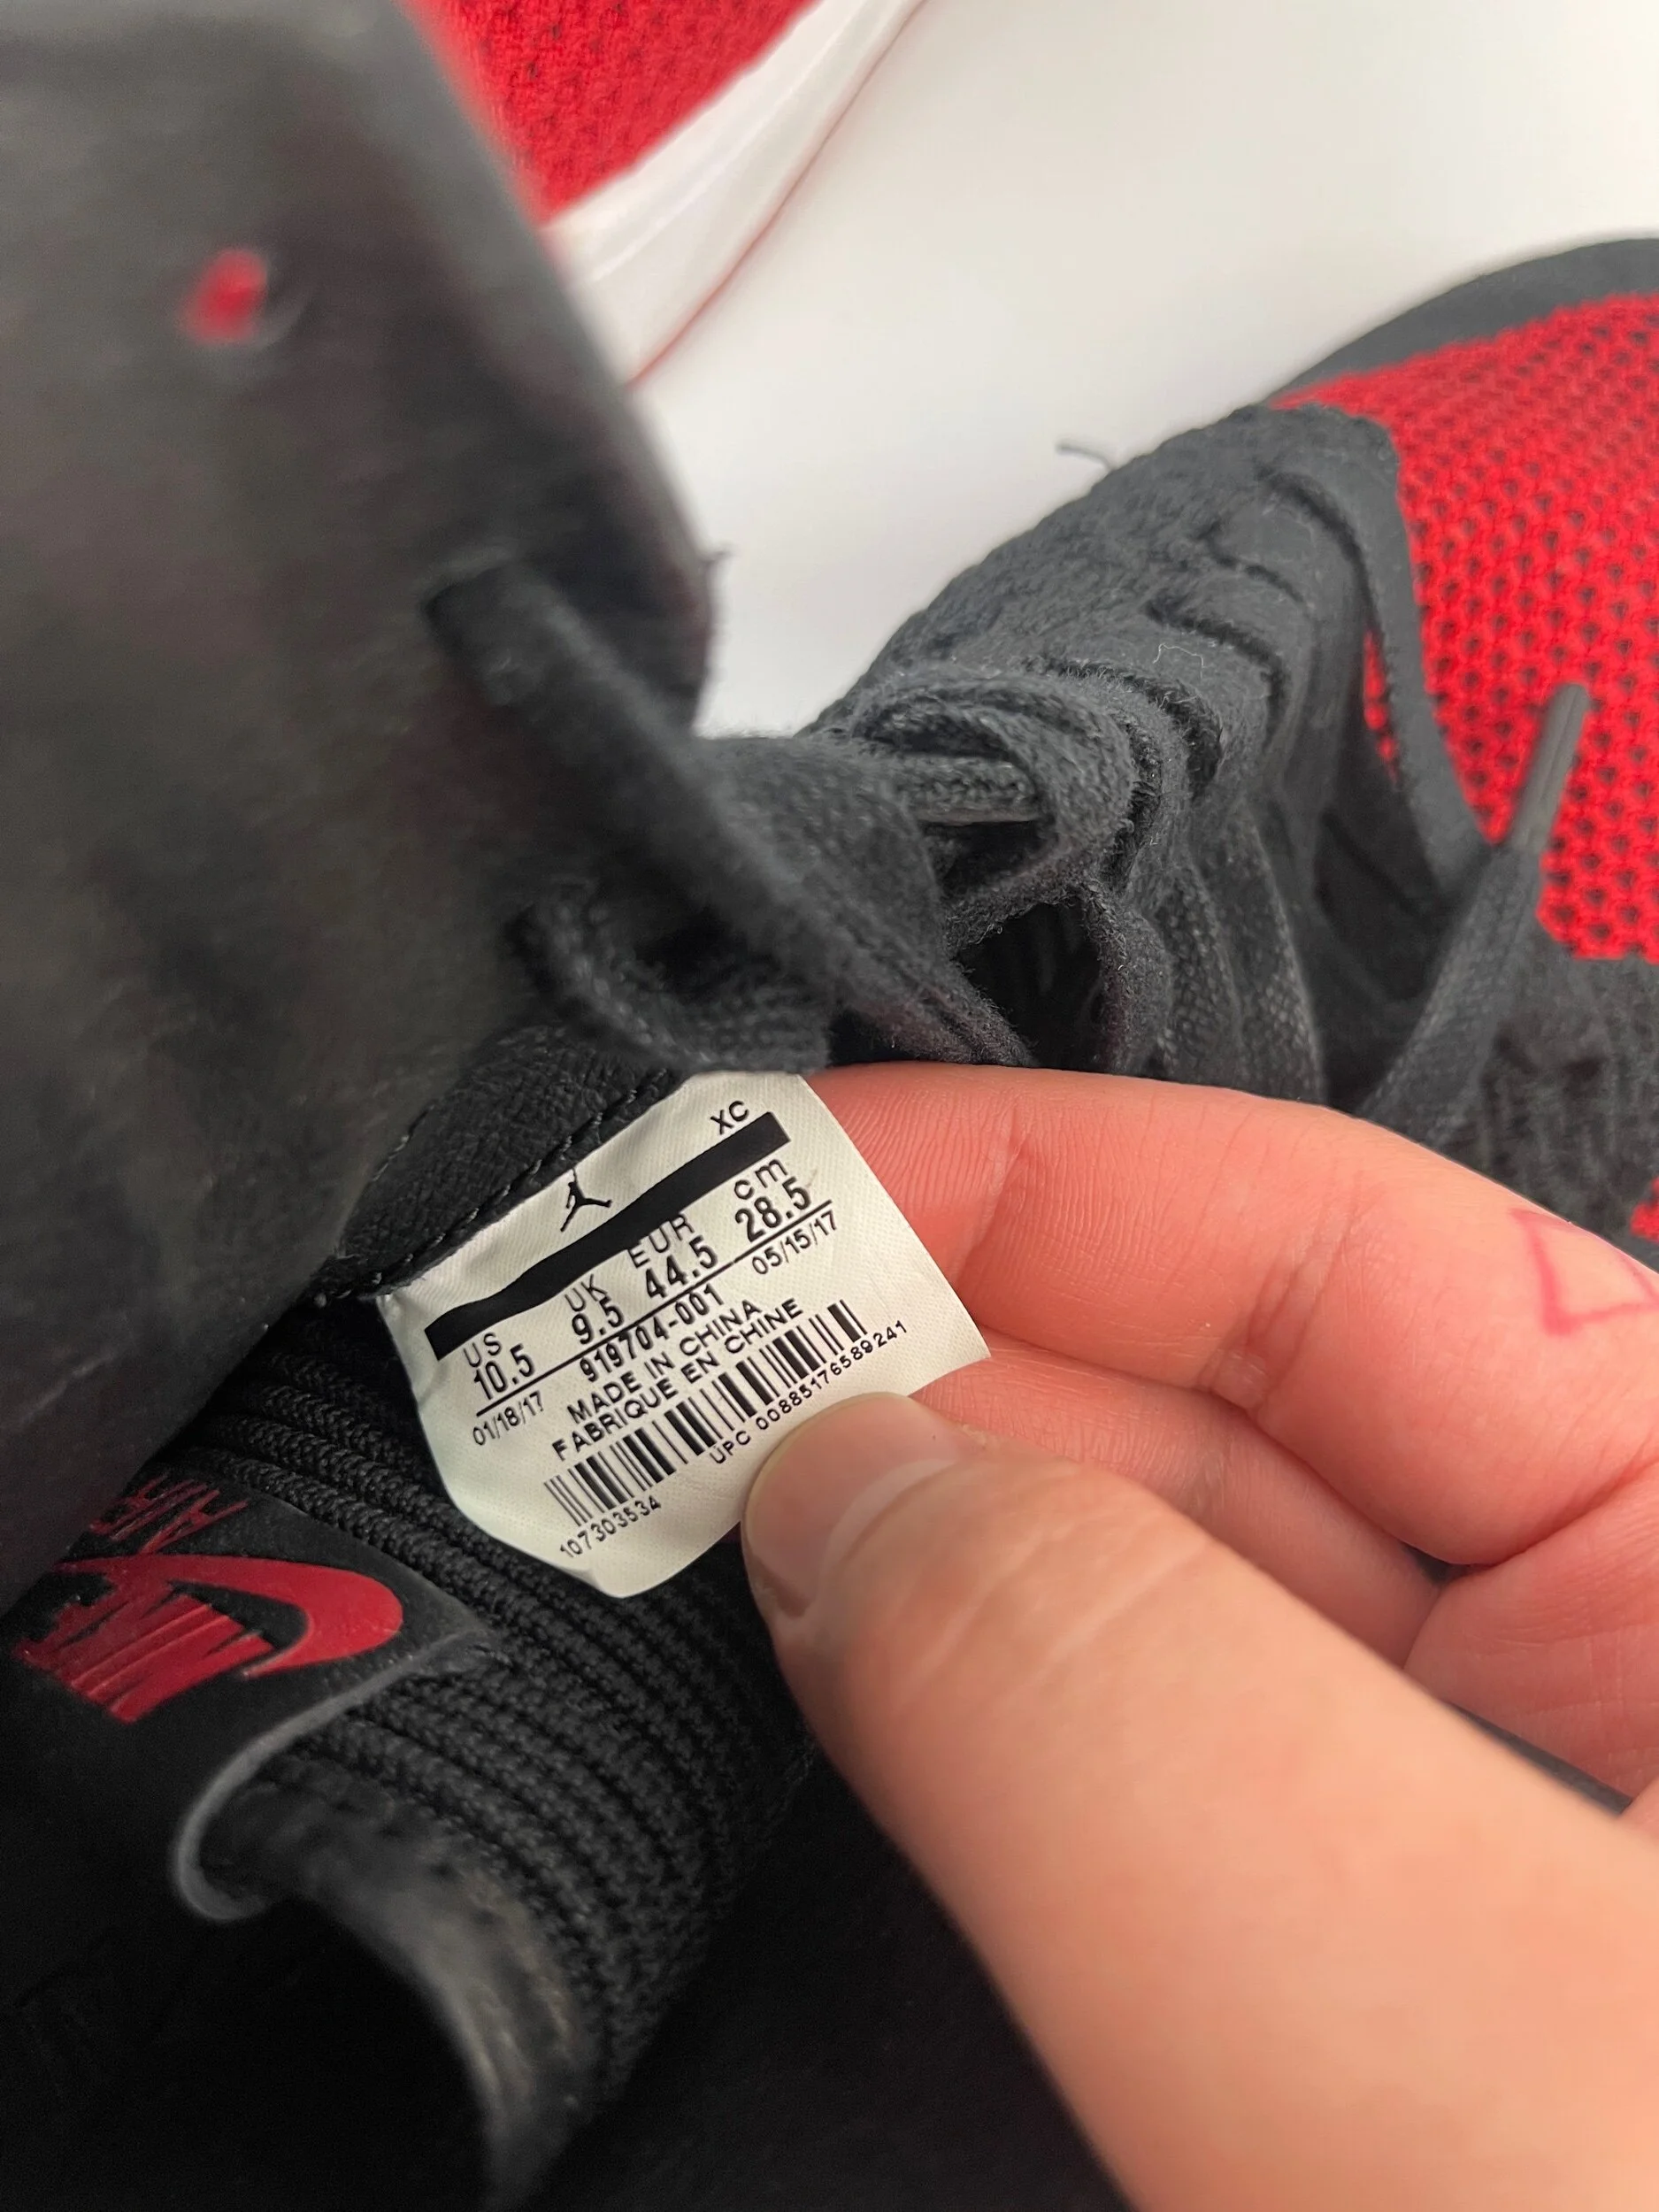 XC
US UK EUR cm
10.5 9.5 44.5 28.5
01/18/17 919704-001 05/15/17
MADE IN CHINA
FABRIQUE EN CHINE
UPC 00885176589241
107303534
AIR